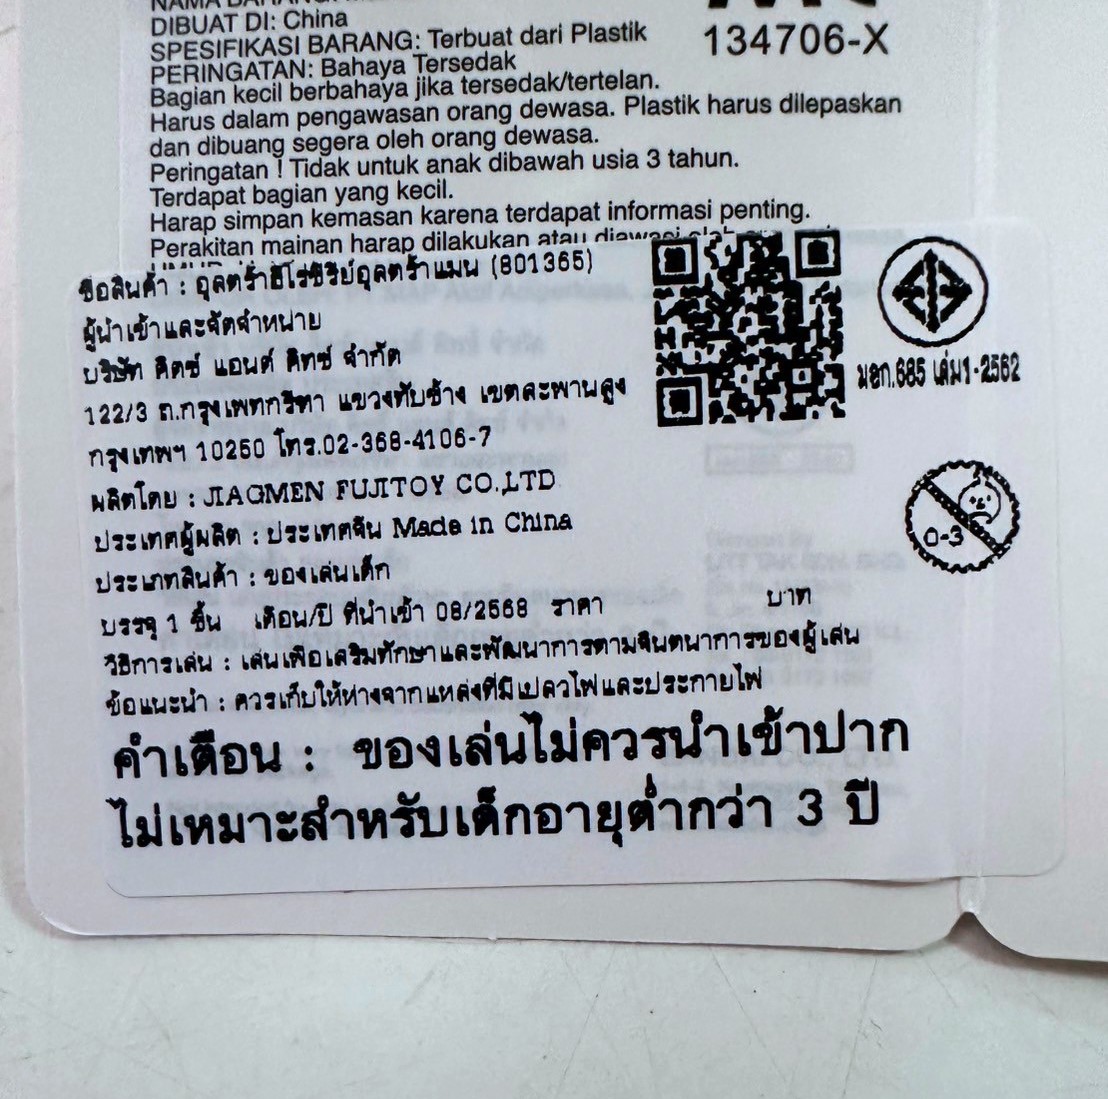 DIBUAT DI: China
SPESIFIKASI BARANG: Terbuat dari Plastik
134706-X
PERINGATAN: Bahaya Tersedak
Bagian kecil berbahaya jika tersedak/tertelan.
Harus dalam pengawasan orang dewasa. Plastik harus dilepaskan
dan dibuang segera oleh orang dewasa.
Peringatan ! Tidak untuk anak dibawah usia 3 tahun.
Terdapat bagian yang kecil.
Harap simpan kemasan karena terdapat informasi penting.
Perakitan mainan harap dilakukan atau diawasi oleh
ชื่อสินค้า : อุลตร้าฮีโร่ซีรี่ย์อุลตร้าแมน (801365)
ผู้นำเข้าและจัดจำหน่าย
บริษัท คิดซ์ แอนด์ คิทซ์ จำกัด
122/3 ถ.กรุงเทพกรีฑา แขวงทับช้าง เขตสะพานสูง
กรุงเทพฯ 10250 โทร.02-368-4106-7
มอก.685 เล่ม1-2562
ผลิตโดย : JIAGMEN FUJITOY CO.,LTD
ประเทศผู้ผลิต : ประเทศจีน Made in China
0-3
ประเภทสินค้า : ของเล่นเด็ก
บรรจุ 1 ชิ้น เดือน/ปี ที่นำเข้า 08/2568 ราคา บาท
วิธีการเล่น : เล่นเพื่อเสริมทักษาและพัฒนาการตามจินตนาการของผู้เล่น
ข้อแนะนำ : ควรเก็บให้ห่างจากแหล่งที่มีเปลวไฟและประกายไฟ
คำเตือน : ของเล่นไม่ควรนำเข้าปาก
ไม่เหมาะสำหรับเด็กอายุต่ำกว่า 3 ปี